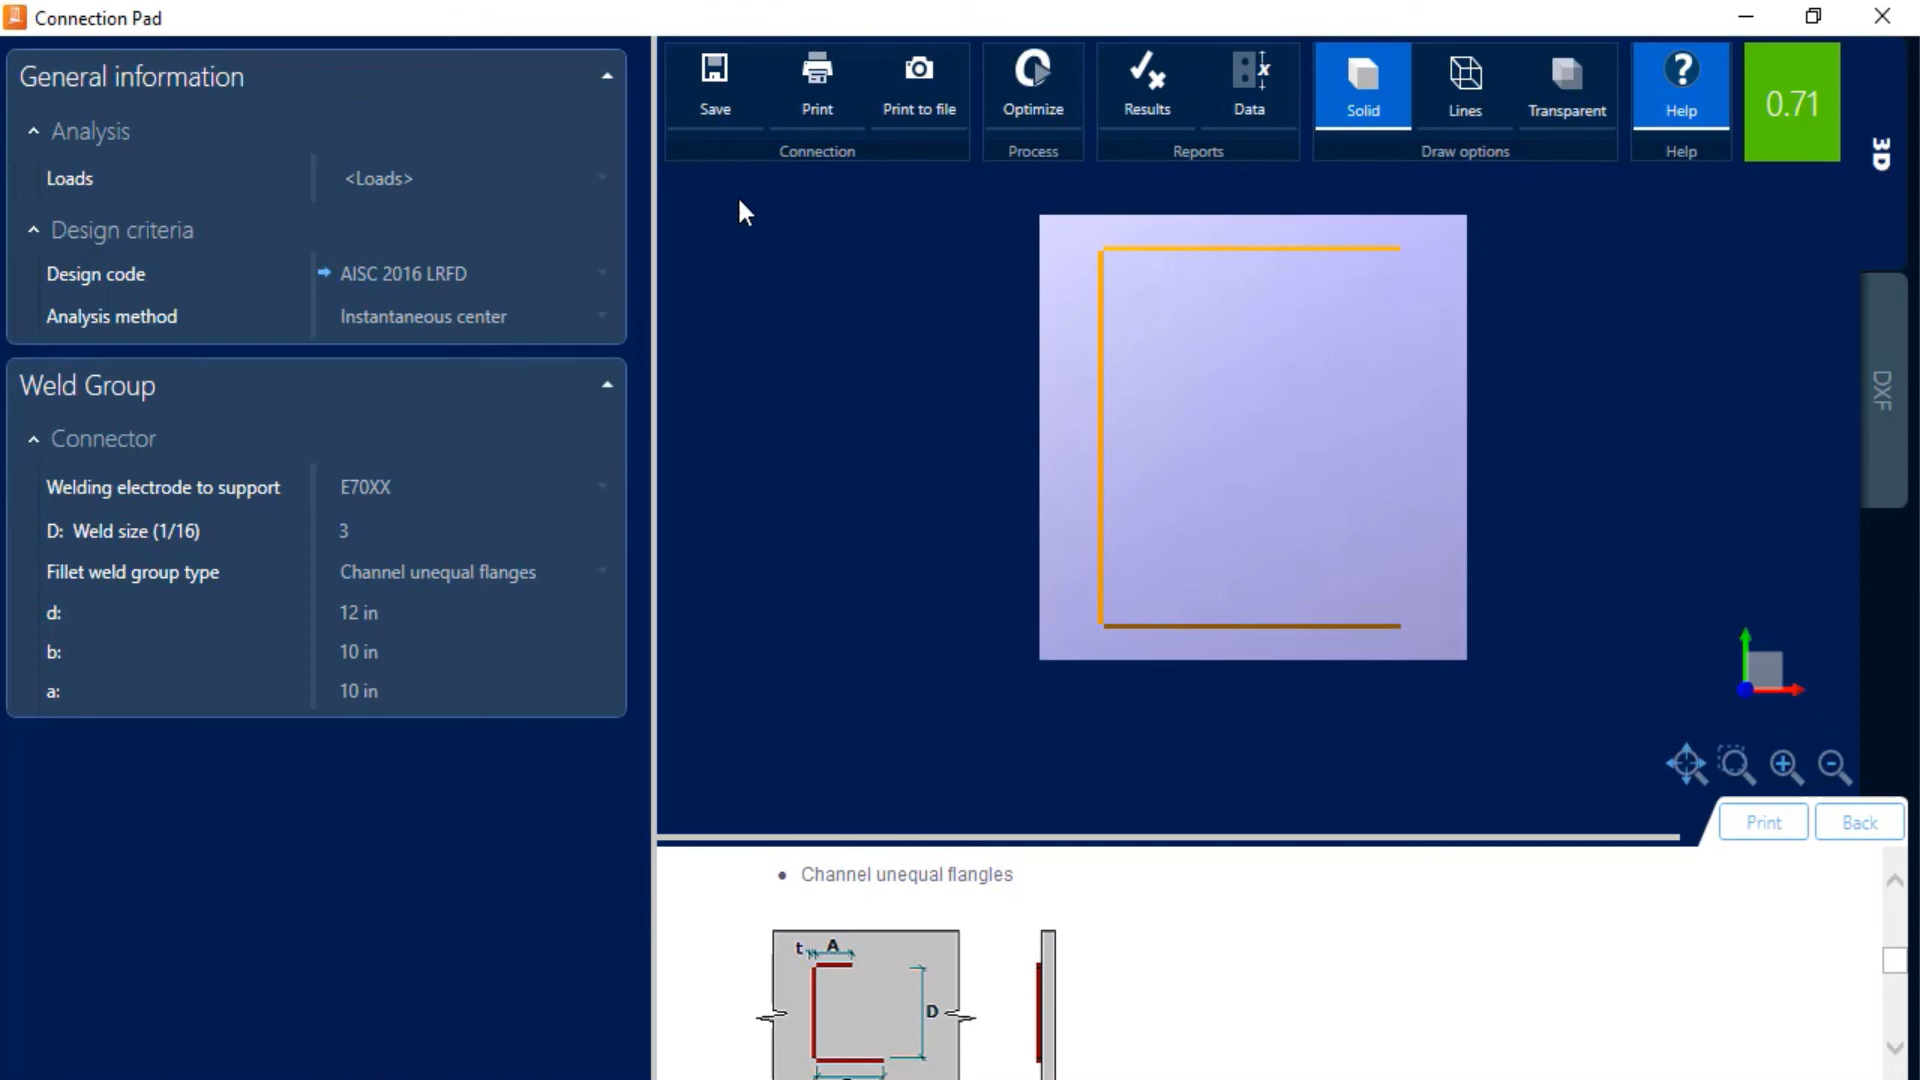 Connection Pad
General information
Analysis
Loads <Loads>
Design criteria
Design code AISC 2016 LRFD
Analysis method Instantaneous center
Weld Group
Connector
Welding electrode to support E70XX
D: Weld size (1/16) 3
Fillet weld group type Channel unequal flanges
d: 12 in
b: 10 in
a: 10 in
Save Print Print to file Optimize Results Data Solid Lines Transparent Help
Connection Process Reports Draw options Help
0.71
3D
DXF
Print Back
• Channel unequal flangles
t A
D